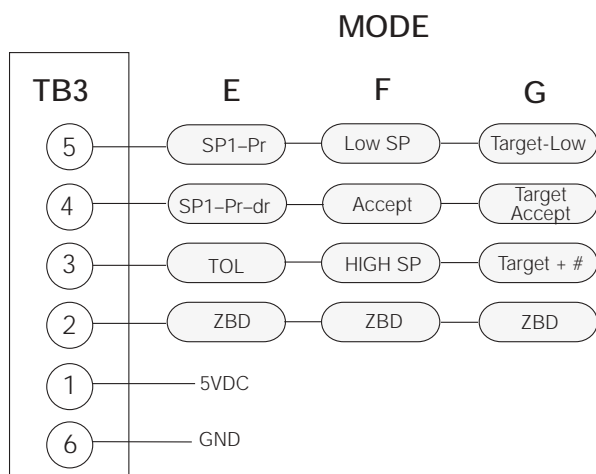 MODE
TB3 E F G
5 SP1–Pr Low SP Target-Low
4 SP1–Pr–dr Accept Target Accept
3 TOL HIGH SP Target + #
2 ZBD ZBD ZBD
1 5VDC
6 GND